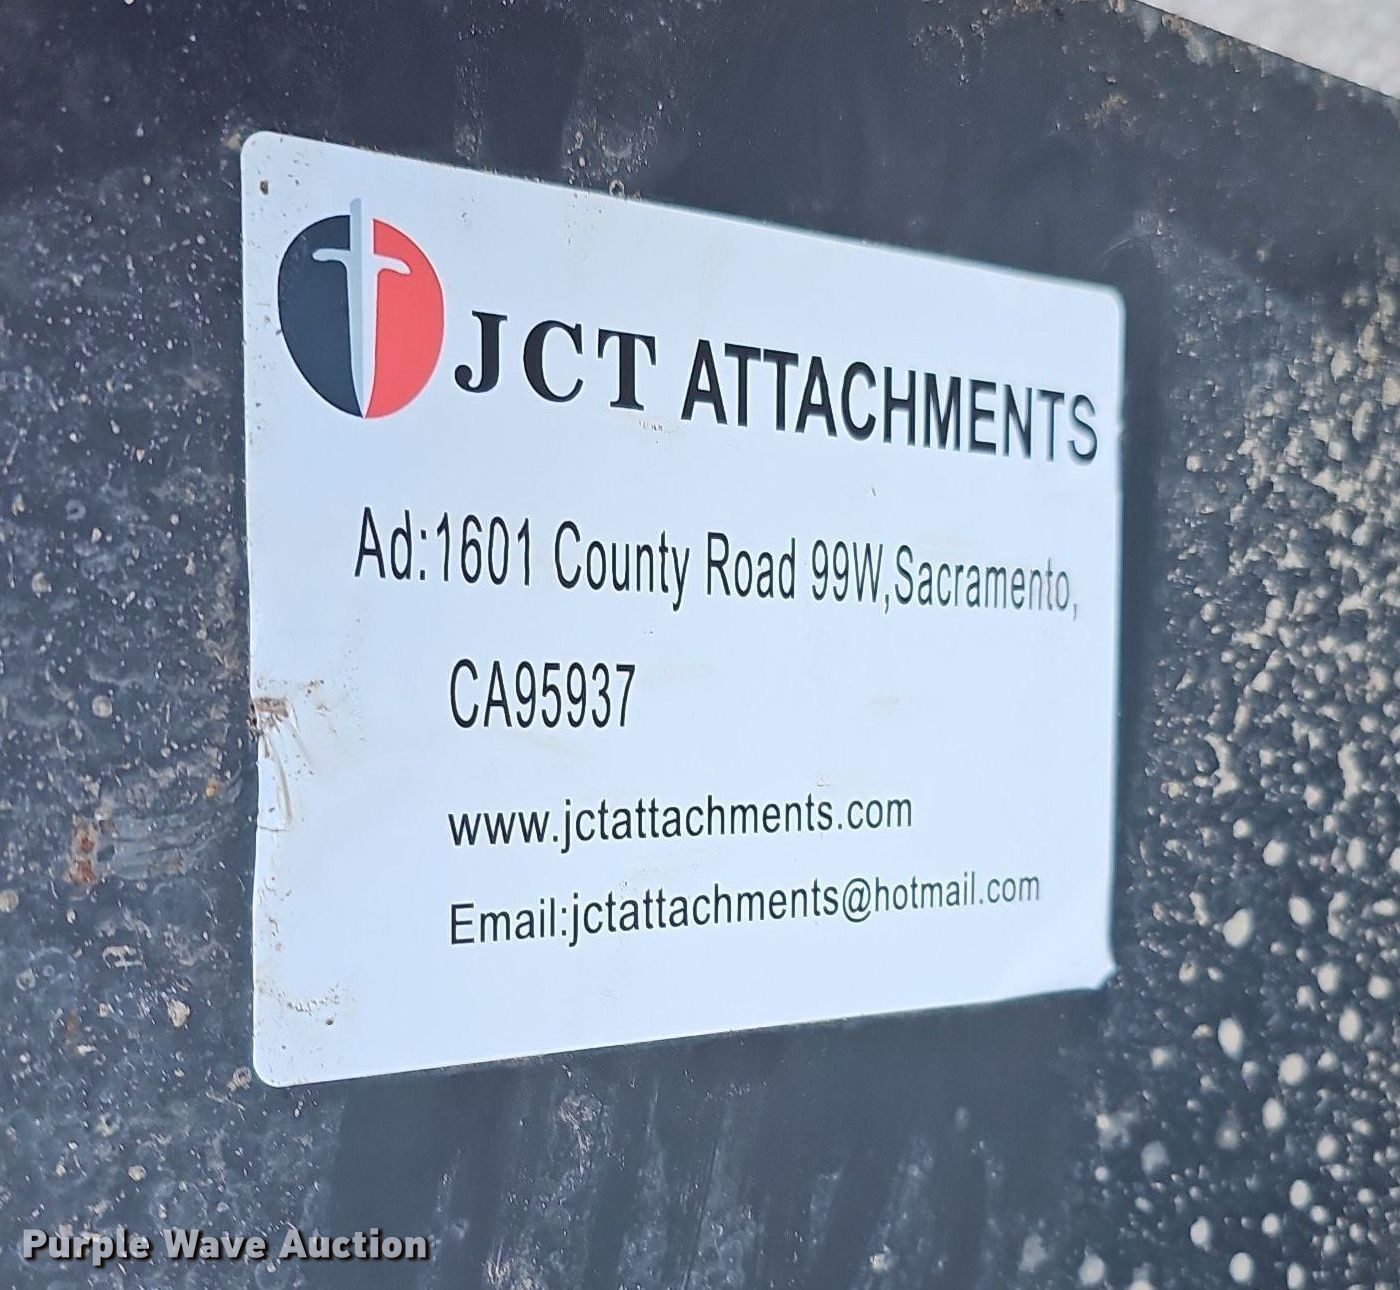 JCT ATTACHMENTS
Ad:1601 County Road 99W,Sacramento,
CA95937
www.jctattachments.com
Email:jctattachments@hotmail.com
Purple Wave Auction